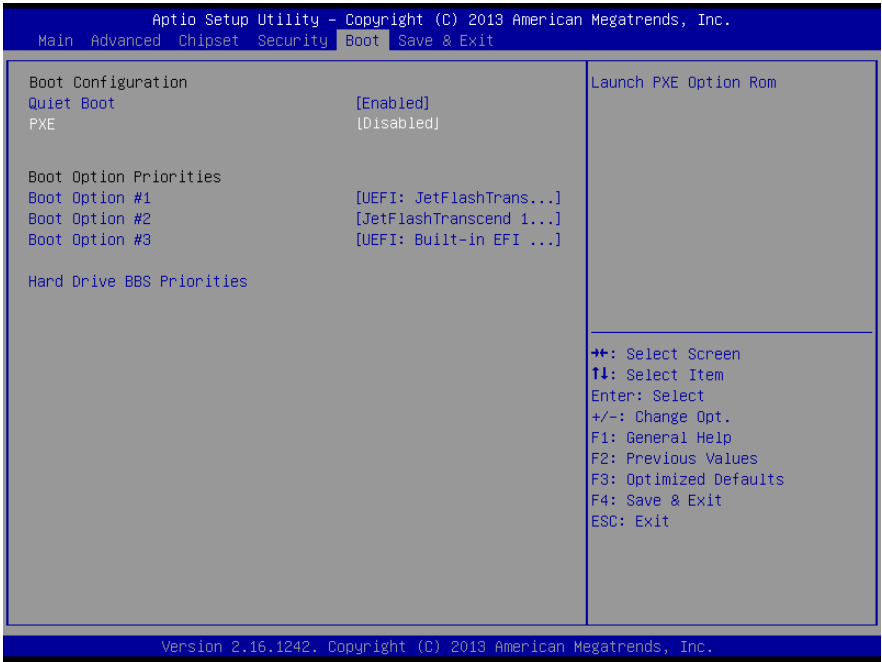 Aptio Setup Utility – Copyright (C) 2013 American Megatrends, Inc.
Main Advanced Chipset Security Boot Save & Exit
Boot Configuration
Quiet Boot [Enabled]
PXE [Disabled]
Boot Option Priorities
Boot Option #1 [UEFI: JetFlashTrans...]
Boot Option #2 [JetFlashTranscend 1...]
Boot Option #3 [UEFI: Built-in EFI ...]
Hard Drive BBS Priorities
Launch PXE Option Rom
→←: Select Screen
↑↓: Select Item
Enter: Select
+/-: Change Opt.
F1: General Help
F2: Previous Values
F3: Optimized Defaults
F4: Save & Exit
ESC: Exit
Version 2.16.1242. Copyright (C) 2013 American Megatrends, Inc.